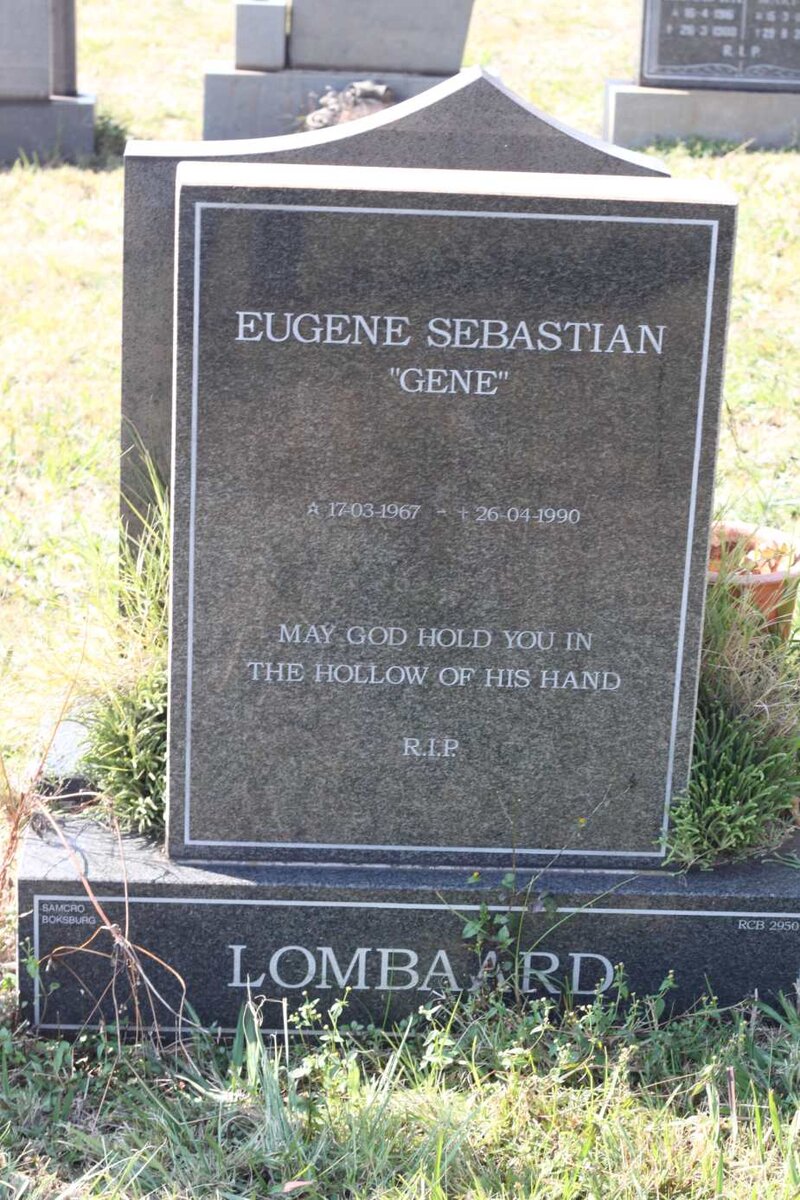 EUGENE SEBASTIAN
"GENE"
☆ 17-03-1967 - † 26-04-1990
MAY GOD HOLD YOU IN
THE HOLLOW OF HIS HAND
R.I.P.
SAMCRO
BOKSBURG
RCB 2950
LOMBAARD
R.I.P.